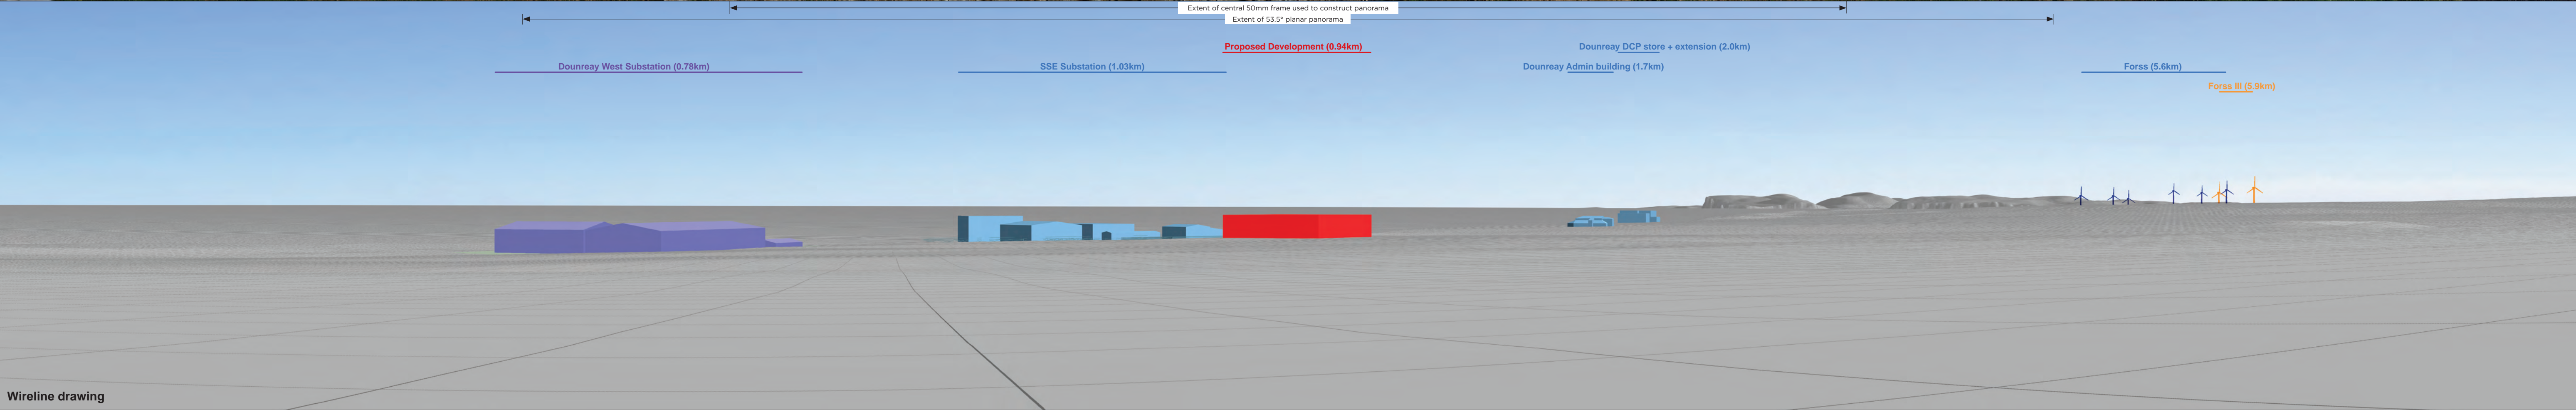 Extent of central 50mm frame used to construct panorama
Extent of 53.5° planar panorama
Proposed Development (0.94km)
Dounreay DCP store + extension (2.0km)
Dounreay West Substation (0.78km)
SSE Substation (1.03km)
Dounreay Admin building (1.7km)
Forss (5.6km)
Forss III (5.9km)
Wireline drawing